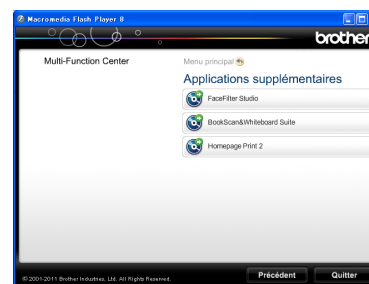 Macromedia Flash Player 8
brother
Multi-Function Center
Menu principal
Applications supplémentaires
FaceFilter Studio
BookScan&Whiteboard Suite
Homepage Print 2
© 2001-2011 Brother Industries, Ltd. All Rights Reserved.
Précédent
Quitter